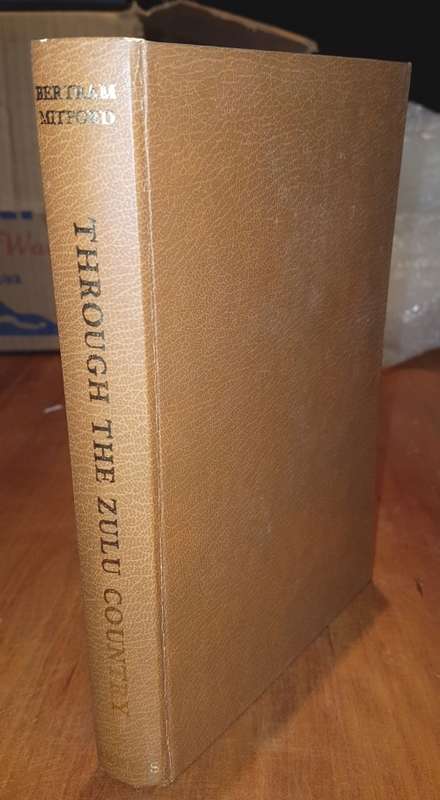 BERTRAM
MITFORD
THROUGH THE ZULU COUNTRY
S